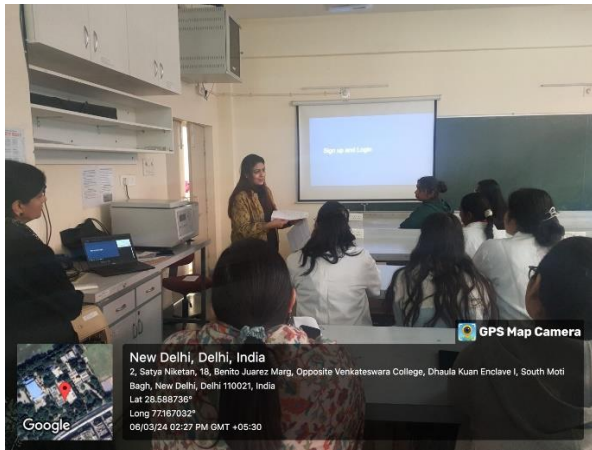 Sign up and Login
GPS Map Camera
New Delhi, Delhi, India
2, Satya Niketan, 18, Benito Juarez Marg, Opposite Venkateswara College, Dhaula Kuan Enclave I, South Moti
Bagh, New Delhi, Delhi 110021, India
Lat 28.588736°
Long 77.167032°
06/03/24 02:27 PM GMT +05:30
Google